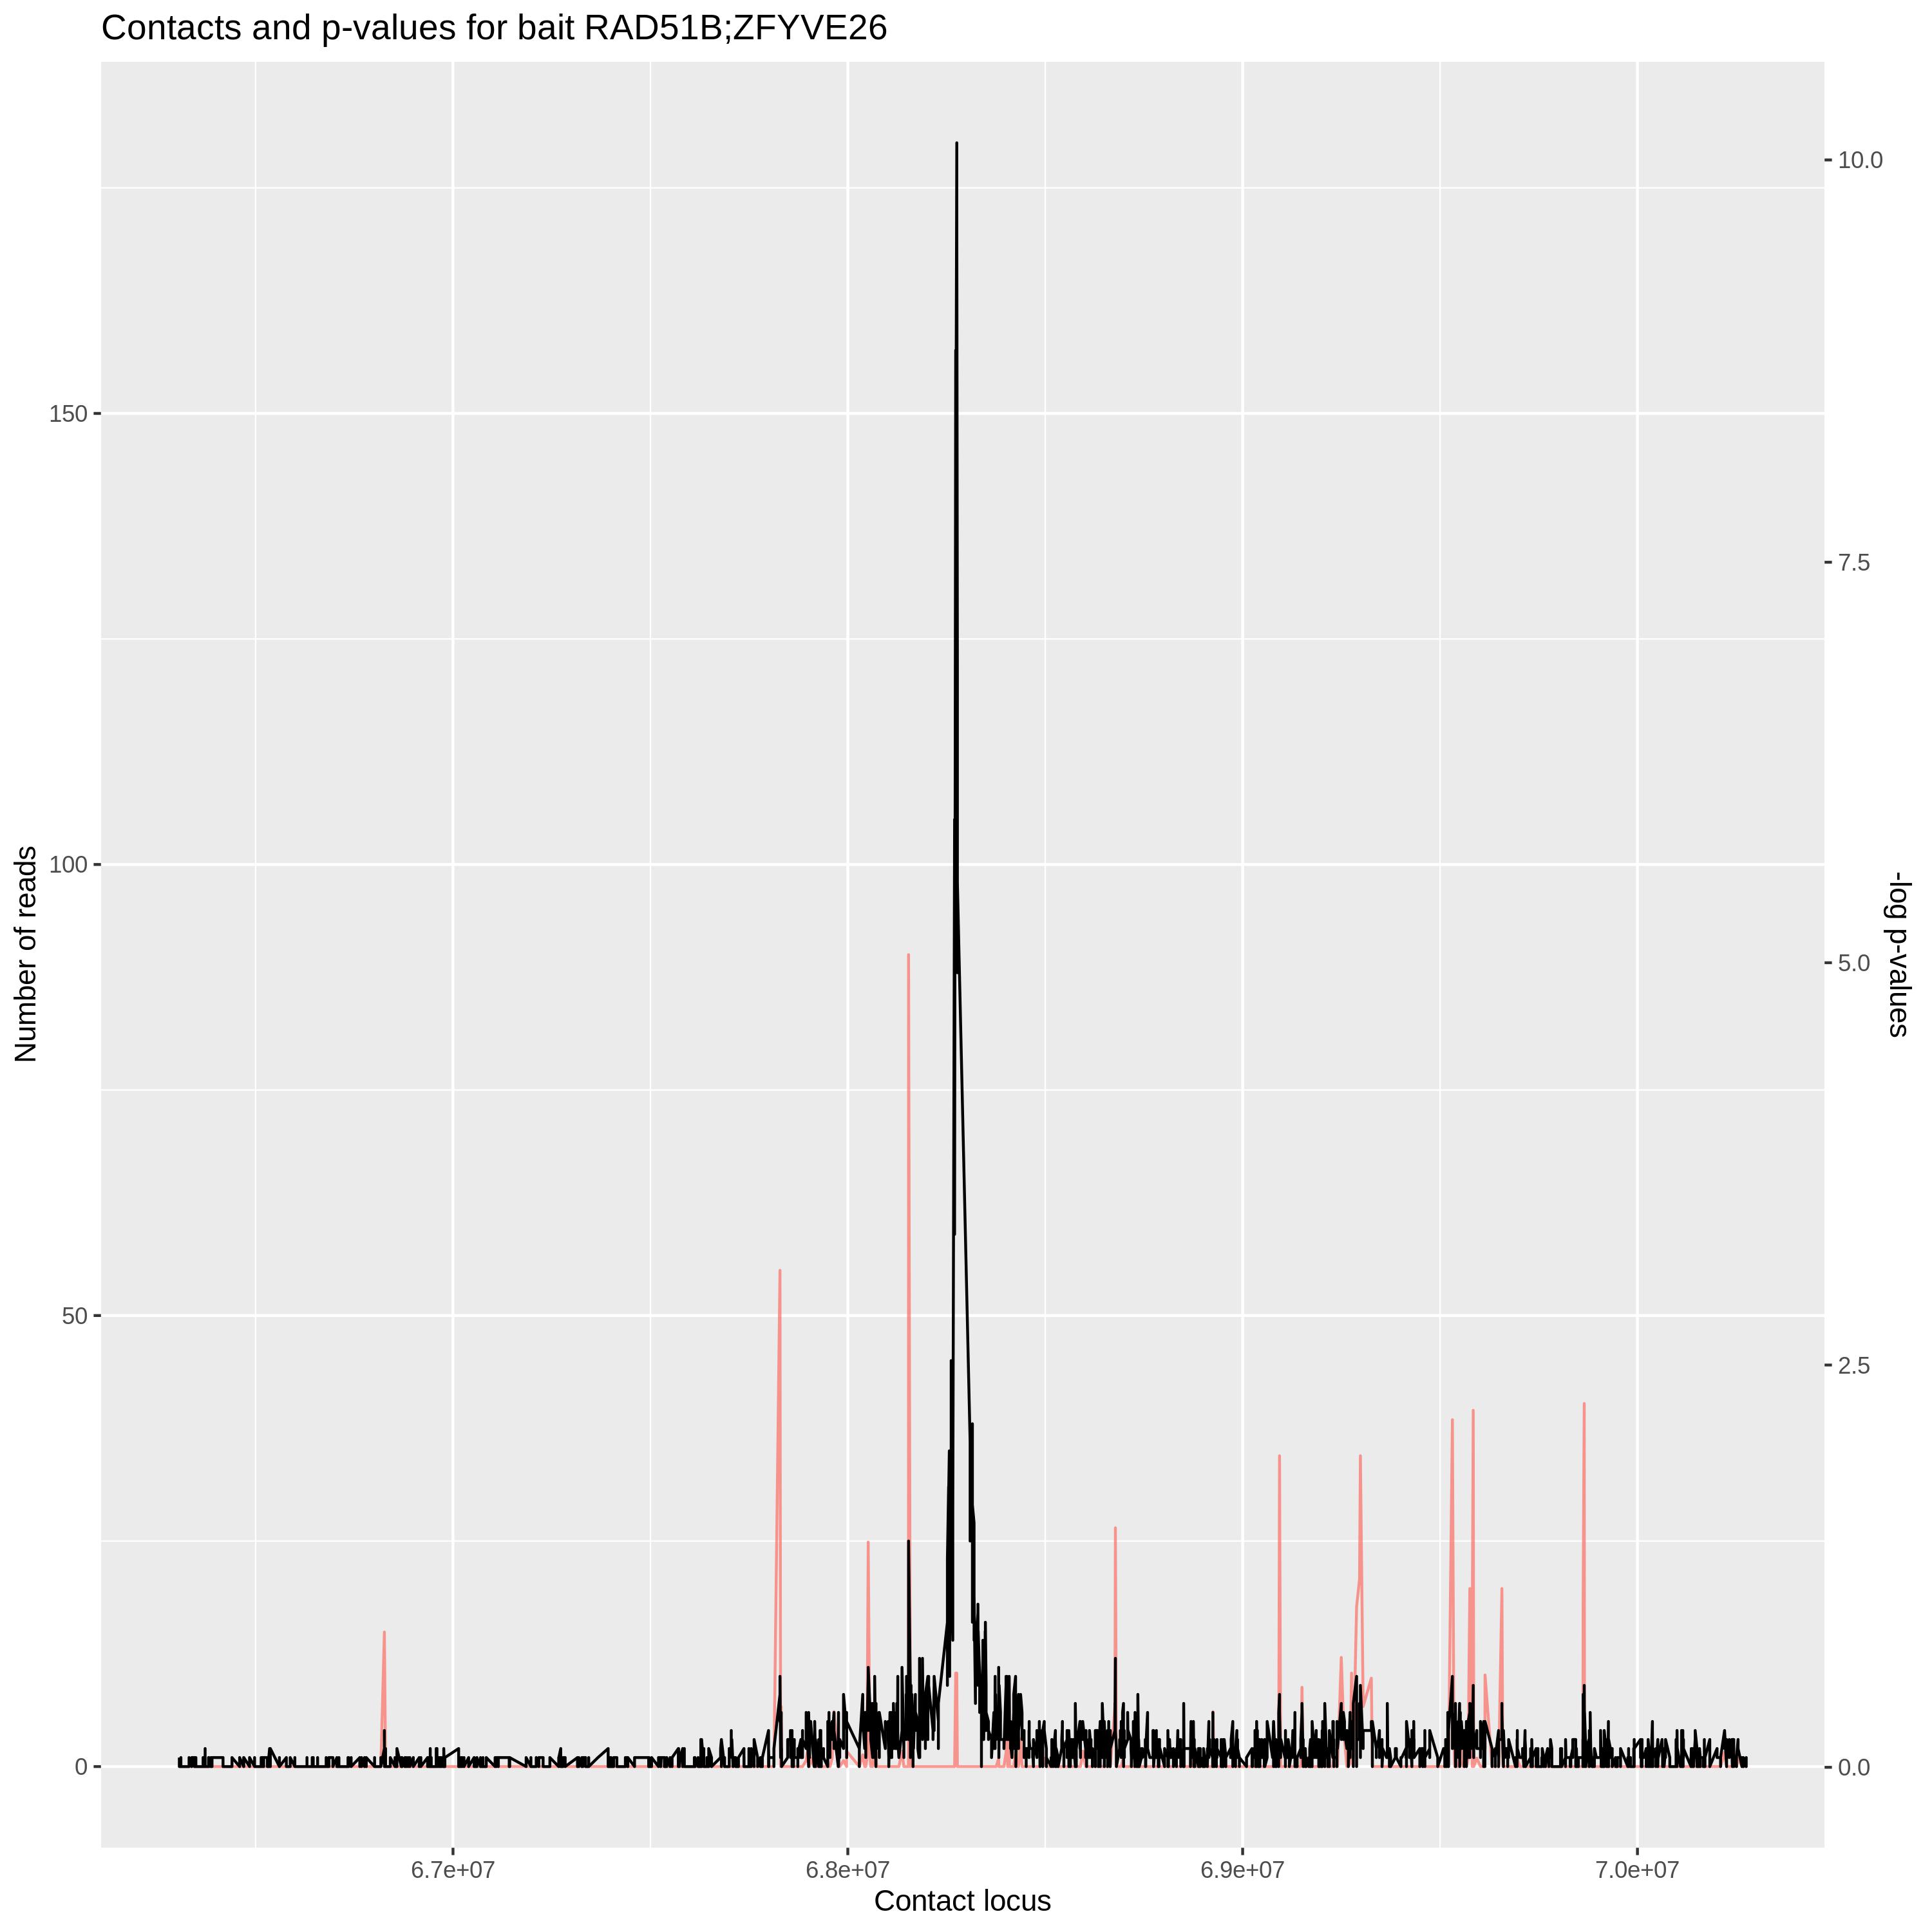 Contacts and p-values for bait RAD51B;ZFYVE26
Number of reads
150
100
50
0
10.0
7.5
5.0
2.5
0.0
-log p-values
6.7e+07
6.8e+07
6.9e+07
7.0e+07
Contact locus